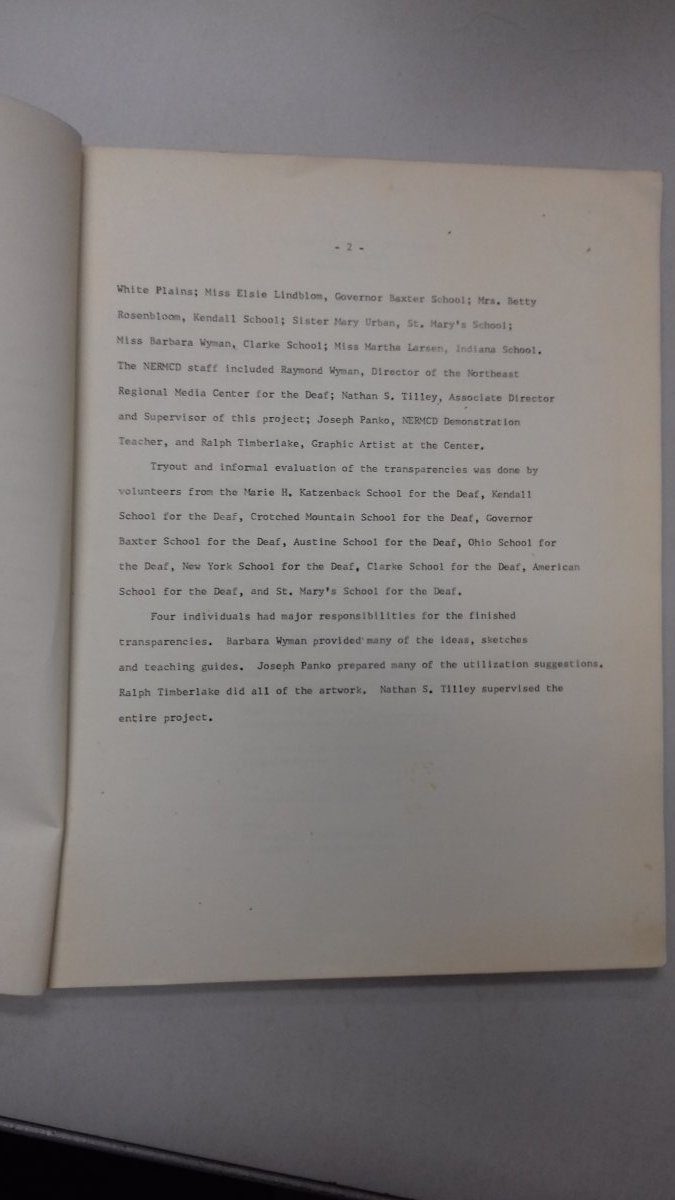 - 2 -
White Plains; Miss Elsie Lindblom, Governor Baxter School; Mrs. Betty
Rosenbloom, Kendall School; Sister Mary Urban, St. Mary's School;
Miss Barbara Wyman, Clarke School; Miss Martha Larsen, Indiana School.
The NERMCD staff included Raymond Wyman, Director of the Northeast
Regional Media Center for the Deaf; Nathan S. Tilley, Associate Director
and Supervisor of this project; Joseph Panko, NERMCD Demonstration
Teacher, and Ralph Timberlake, Graphic Artist at the Center.
Tryout and informal evaluation of the transparencies was done by
volunteers from the Marie H. Katzenback School for the Deaf, Kendall
School for the Deaf, Crotched Mountain School for the Deaf, Governor
Baxter School for the Deaf, Austine School for the Deaf, Ohio School for
the Deaf, New York School for the Deaf, Clarke School for the Deaf, American
School for the Deaf, and St. Mary's School for the Deaf.
Four individuals had major responsibilities for the finished
transparencies. Barbara Wyman provided many of the ideas, sketches
and teaching guides. Joseph Panko prepared many of the utilization suggestions.
Ralph Timberlake did all of the artwork. Nathan S. Tilley supervised the
entire project.